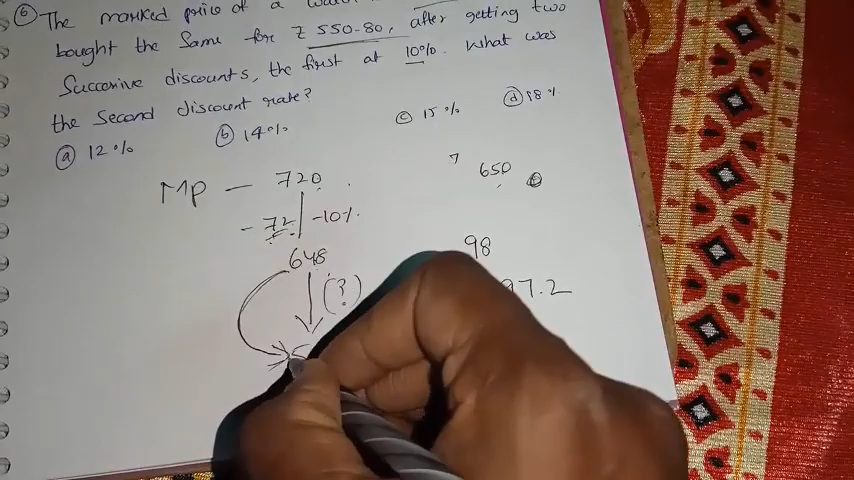 ⑥ The marked price of a
bought the Same for ₹ 550-80, after getting two
Successive discounts, the first at 10%. What was
the Second discount rate?
ⓐ 12% ⓑ 14% ⓒ 15% ⓓ 18%
Mp - 720
7 650
- 72 -10%
648 98
(?) 97.2